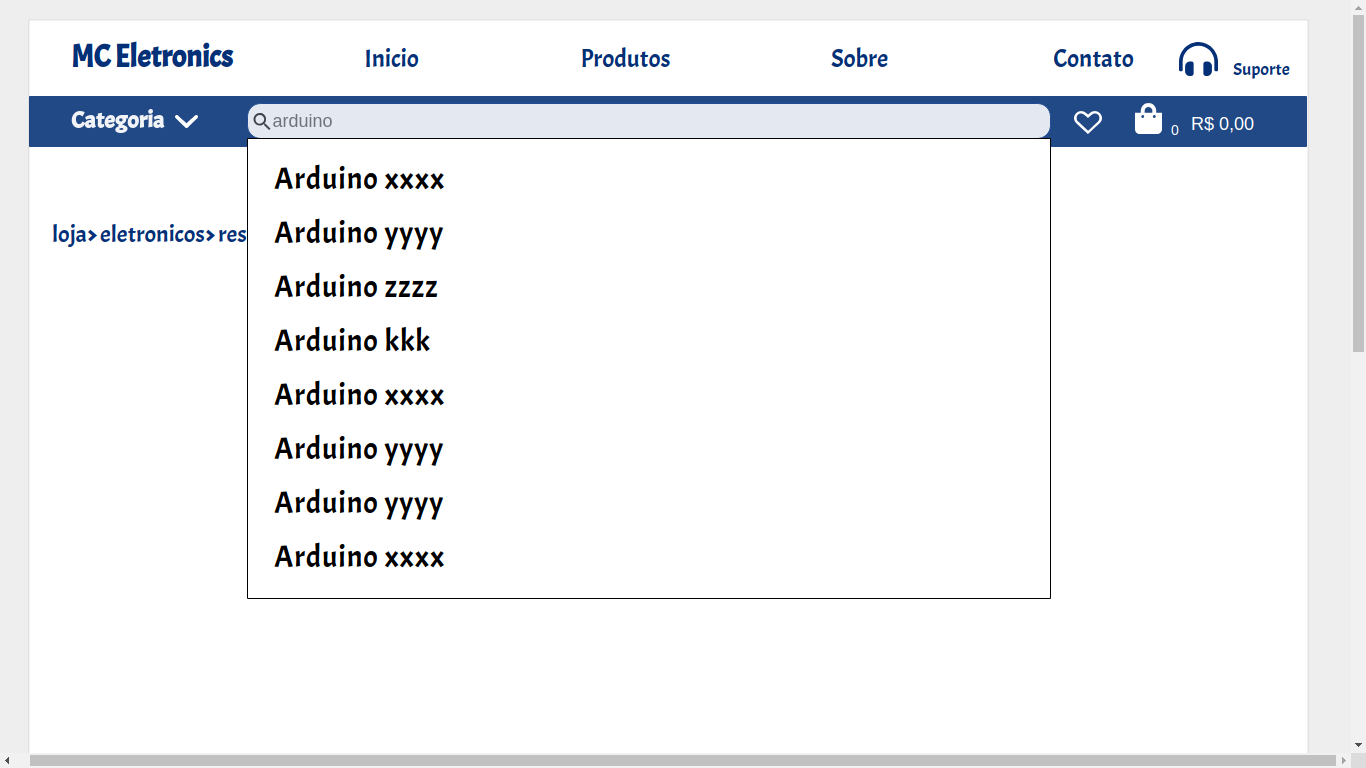 MC Eletronics Inicio Produtos Sobre Contato Suporte
Categoria arduino 0 R$ 0,00
Arduino xxxx
loja>eletronicos>res Arduino yyyy
Arduino zzzz
Arduino kkk
Arduino xxxx
Arduino yyyy
Arduino yyyy
Arduino xxxx